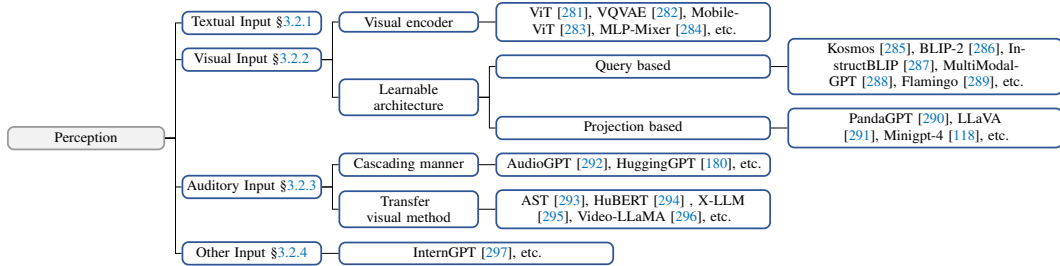 Perception
Textual Input §3.2.1
Visual Input §3.2.2
Visual encoder
ViT [281], VQVAE [282], Mobile-
ViT [283], MLP-Mixer [284], etc.
Learnable
architecture
Query based
Kosmos [285], BLIP-2 [286], In-
structBLIP [287], MultiModal-
GPT [288], Flamingo [289], etc.
Projection based
PandaGPT [290], LLaVA
[291], Minigpt-4 [118], etc.
Auditory Input §3.2.3
Cascading manner
AudioGPT [292], HuggingGPT [180], etc.
Transfer
visual method
AST [293], HuBERT [294] , X-LLM
[295], Video-LLaMA [296], etc.
Other Input §3.2.4
InternGPT [297], etc.